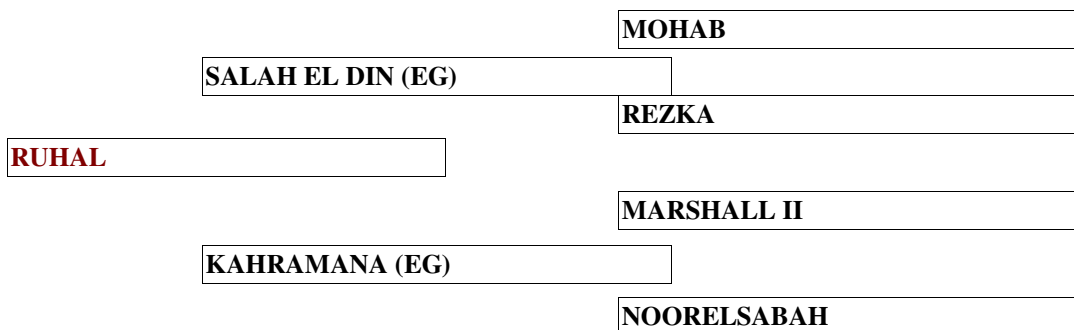 MOHAB
SALAH EL DIN (EG)
REZKA
RUHAL
MARSHALL II
KAHRAMANA (EG)
NOORELSABAH